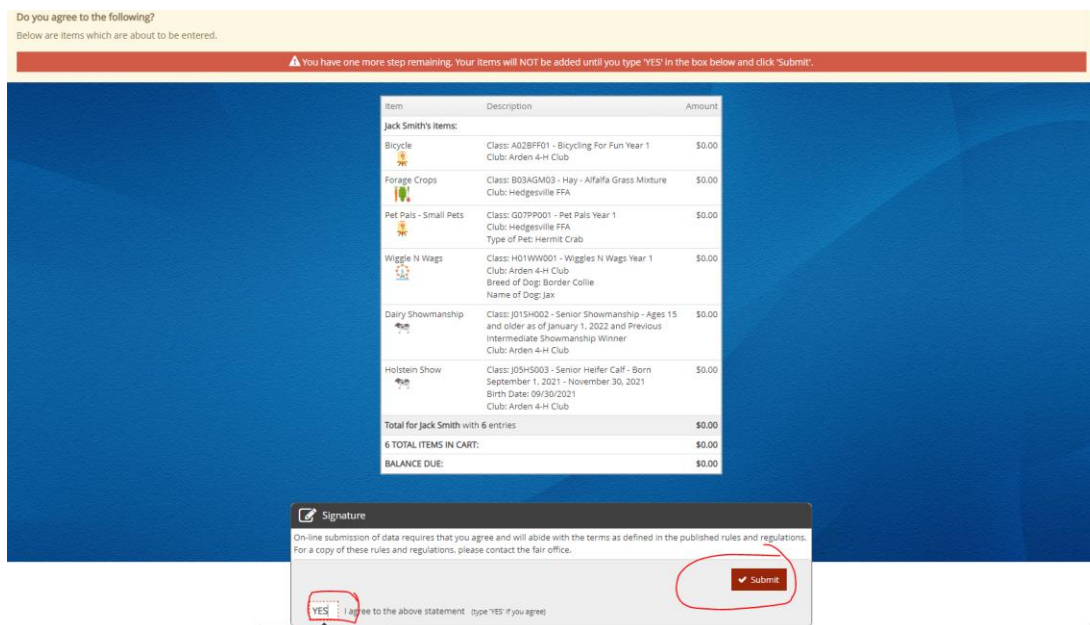 Do you agree to the following?
Below are items which are about to be entered.
You have one more step remaining. Your items will NOT be added until you type 'YES' in the box below and click 'Submit'.
Item Description Amount
Jack Smith's items:
Bicycle Class: A02BFF01 - Bicycling For Fun Year 1 $0.00
Club: Arden 4-H Club
Forage Crops Class: B03AGM03 - Hay - Alfalfa Grass Mixture $0.00
Club: Hedgesville FFA
Pet Pals - Small Pets Class: G07PP001 - Pet Pals Year 1 $0.00
Club: Hedgesville FFA
Type of Pet: Hermit Crab
Wiggle N Wags Class: H01WW001 - Wiggles N Wags Year 1 $0.00
Club: Arden 4-H Club
Breed of Dog: Border Collie
Name of Dog: Jax
Dairy Showmanship Class: J01SH002 - Senior Showmanship - Ages 15 $0.00
and older as of January 1, 2022 and Previous
Intermediate Showmanship Winner
Club: Arden 4-H Club
Holstein Show Class: J05HS003 - Senior Heifer Calf - Born $0.00
September 1, 2021 - November 30, 2021
Birth Date: 09/30/2021
Club: Arden 4-H Club
Total for Jack Smith with 6 entries $0.00
6 TOTAL ITEMS IN CART: $0.00
BALANCE DUE: $0.00
Signature
On-line submission of data requires that you agree and will abide with the terms as defined in the published rules and regulations.
For a copy of these rules and regulations, please contact the fair office.
Submit
YES I agree to the above statement (type 'YES' if you agree)